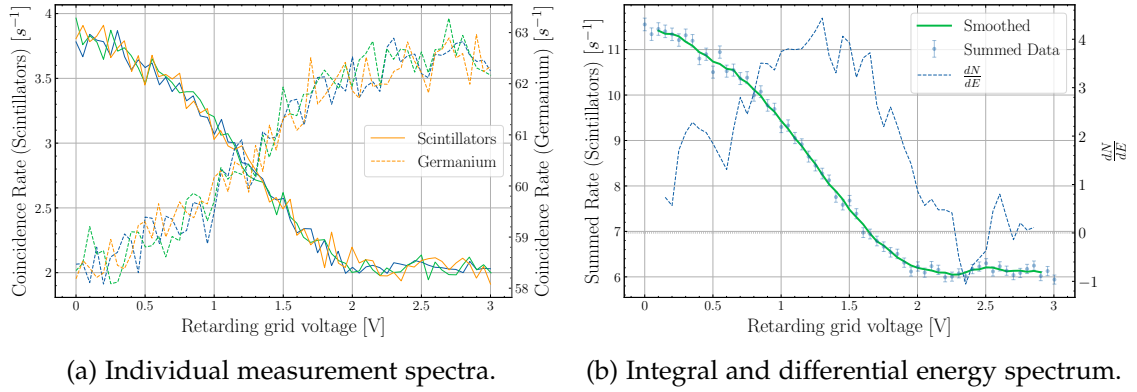 4
3.5
3
2.5
2
63
62
61
60
59
58
0
0.5
1
1.5
2
2.5
3
Coincidence Rate (Scintillators) [s⁻¹]
Coincidence Rate (Germanium) [s⁻¹]
Retarding grid voltage [V]
Scintillators
Germanium
(a) Individual measurement spectra.
11
10
9
8
7
6
4
3
2
1
0
−1
0
0.5
1
1.5
2
2.5
3
Summed Rate (Scintillators) [s⁻¹]
dN
dE
Retarding grid voltage [V]
Smoothed
Summed Data
dN
dE
(b) Integral and differential energy spectrum.